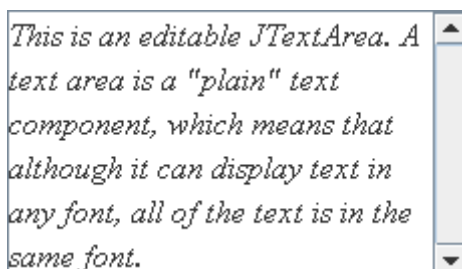 This is an editable JTextArea. A
text area is a "plain" text
component, which means that
although it can display text in
any font, all of the text is in the
same font.